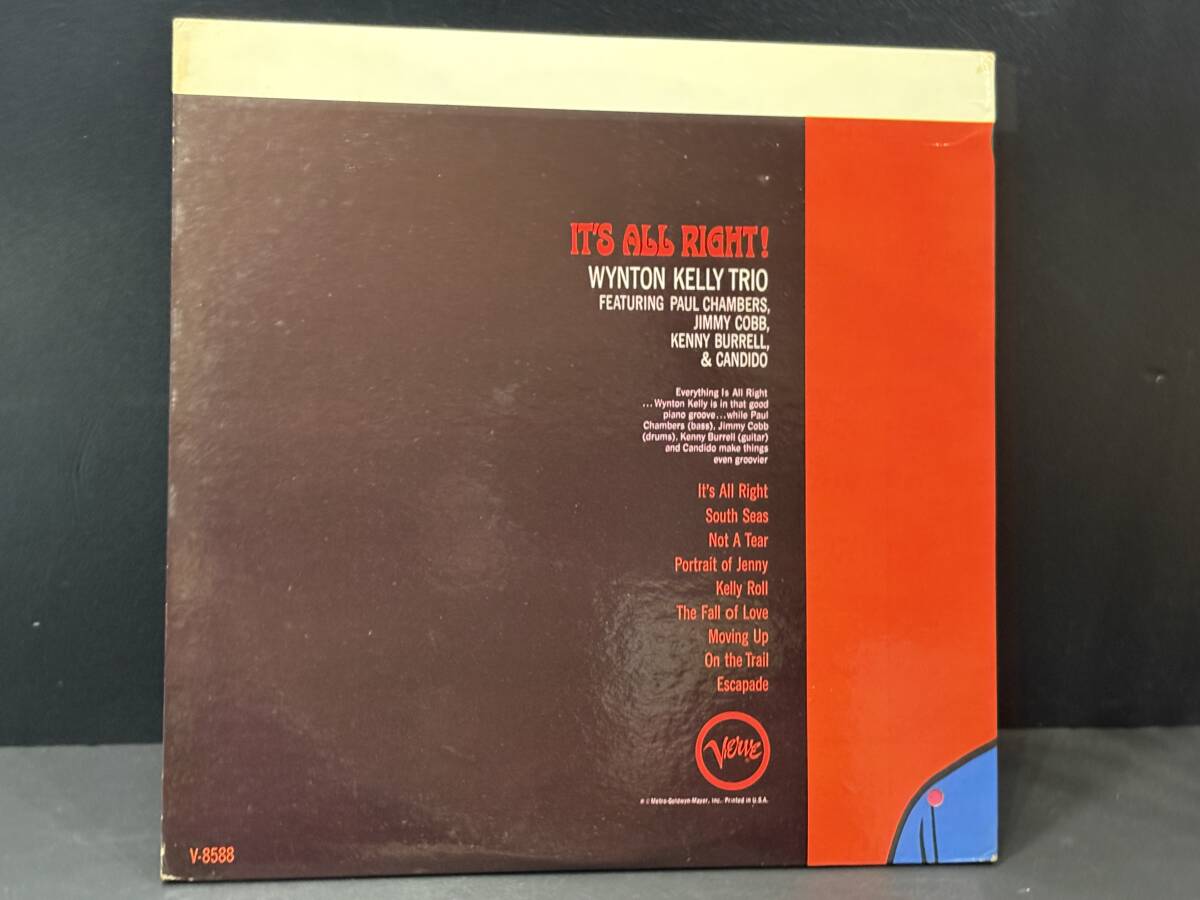 IT'S ALL RIGHT!
WYNTON KELLY TRIO
FEATURING PAUL CHAMBERS,
JIMMY COBB,
KENNY BURRELL,
& CANDIDO
Everything Is All Right
...Wynton Kelly is in that good
piano groove...while Paul
Chambers (bass), Jimmy Cobb
(drums), Kenny Burrell (guitar)
and Candido make things
even groovier
It's All Right
South Seas
Not A Tear
Portrait of Jenny
Kelly Roll
The Fall of Love
Moving Up
On the Trail
Escapade
Verve
℗ © Metro-Goldwyn-Mayer, Inc., Printed in U.S.A.
V-8588